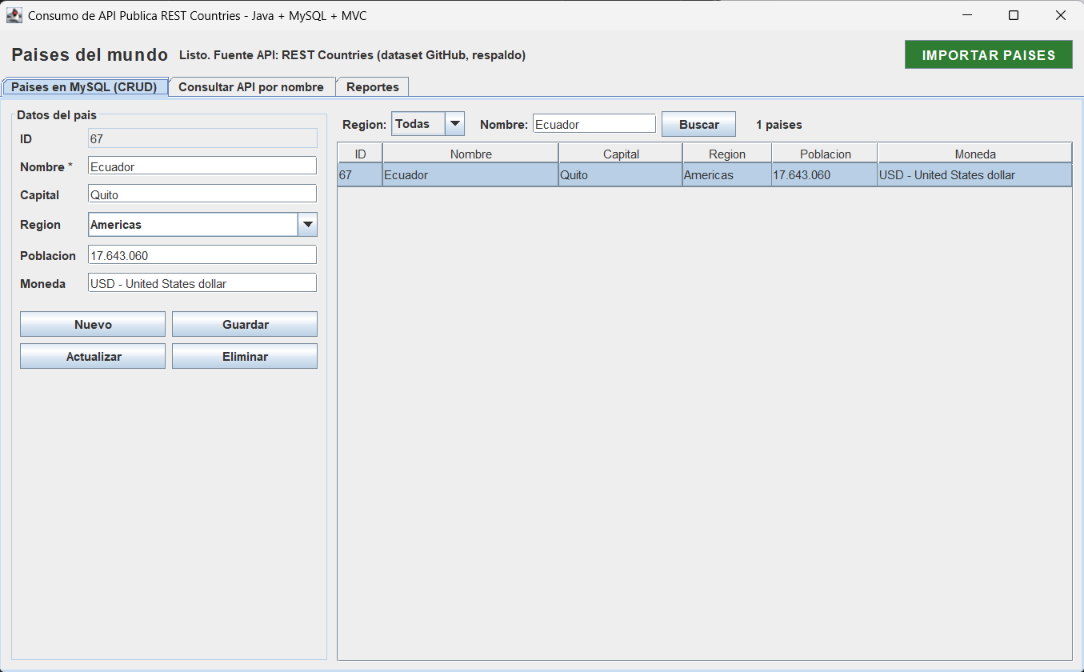 Consumo de API Publica REST Countries - Java + MySQL + MVC
Paises del mundo Listo. Fuente API: REST Countries (dataset GitHub, respaldo) IMPORTAR PAISES
Paises en MySQL (CRUD) Consultar API por nombre Reportes
Datos del pais
ID 67
Nombre * Ecuador
Capital Quito
Region Americas
Poblacion 17.643.060
Moneda USD - United States dollar
Nuevo Guardar
Actualizar Eliminar
Region: Todas Nombre: Ecuador Buscar 1 paises
ID Nombre Capital Region Poblacion Moneda
67 Ecuador Quito Americas 17.643.060 USD - United States dollar